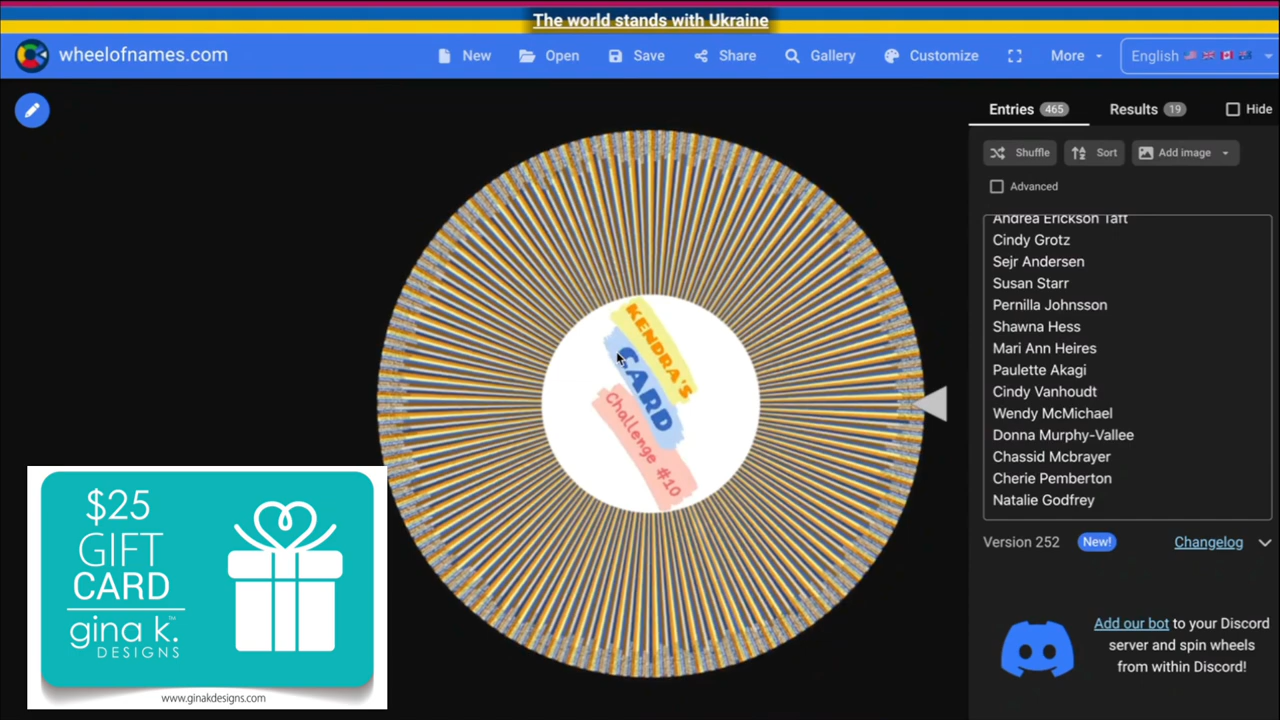 The world stands with Ukraine
wheelofnames.com
New
Open
Save
Share
Gallery
Customize
More
English
Entries 465
Results 19
Hide
Shuffle
Sort
Add image
Advanced
Andrea Erickson Taft
Cindy Grotz
Sejr Andersen
Susan Starr
Pernilla Johnsson
Shawna Hess
Mari Ann Heires
Paulette Akagi
Cindy Vanhoudt
Wendy McMichael
Donna Murphy-Vallee
Chassid Mcbrayer
Cherie Pemberton
Natalie Godfrey
Version 252
New!
Changelog
Add our bot to your Discord
server and spin wheels
from within Discord!
KENDRA'S
CARD
Challenge #10
$25
GIFT
CARD
gina k.™
DESIGNS
www.ginakdesigns.com